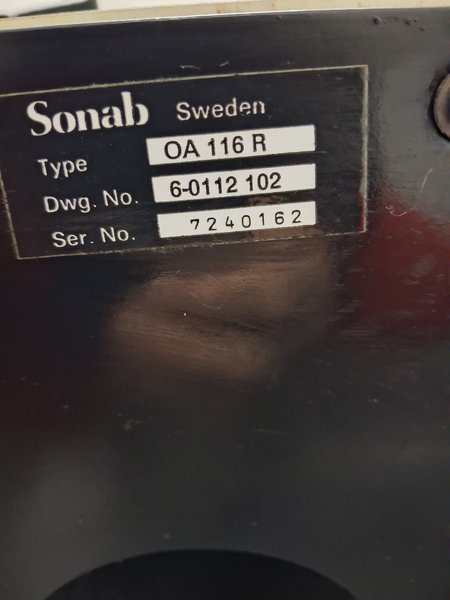 Sonab Sweden
Type OA 116 R
Dwg. No. 6-0112 102
Ser. No. 7240162